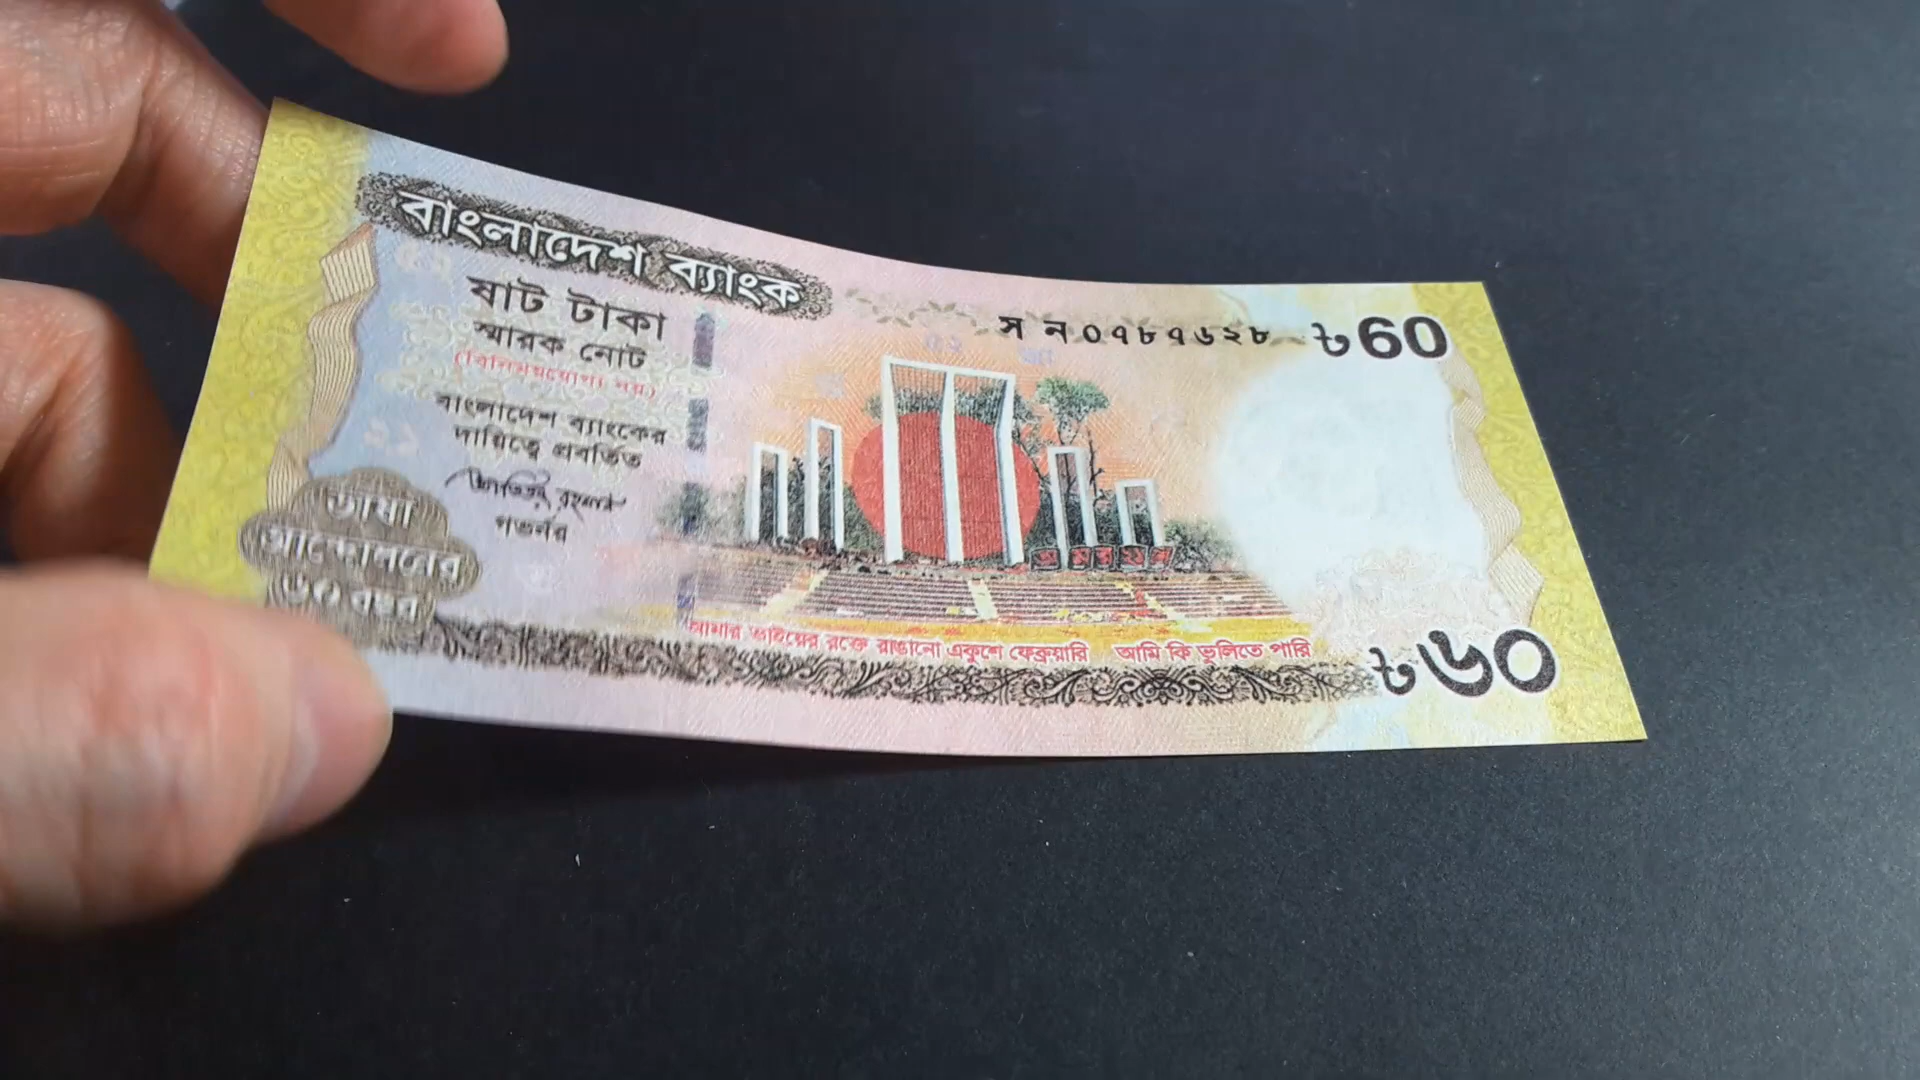 বাংলাদেশ ব্যাংক
ষাট টাকা
স্মারক নোট
(বিনিময়যোগ্য নয়)
বাংলাদেশ ব্যাংকের
দায়িত্বে প্রবর্তিত
গভর্নর
ভাষা
আন্দোলনের
৬০ বছর
স ন ০৭৮৭৬২৮
৳60
আমার ভাইয়ের রক্তে রাঙানো একুশে ফেব্রুয়ারি আমি কি ভুলিতে পারি
৳৬০